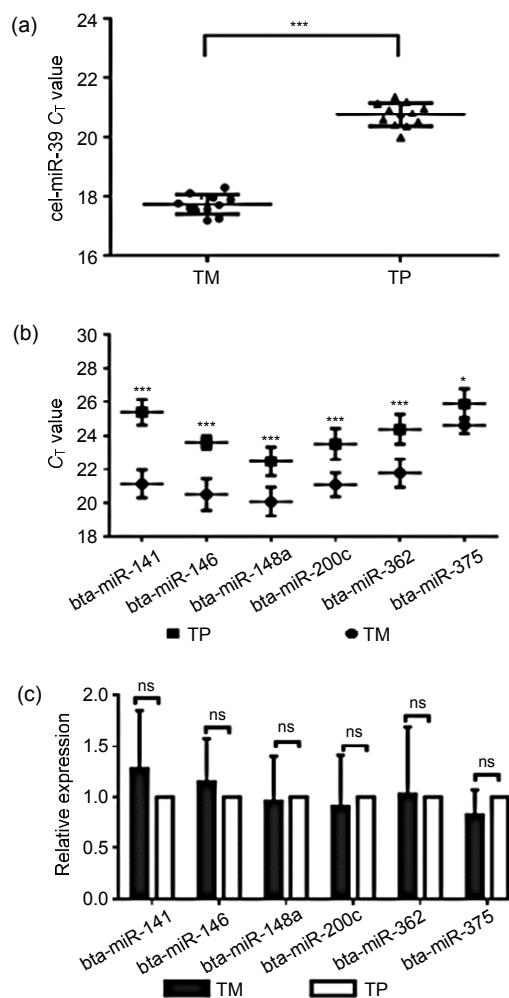 (a)
cel-miR-39 CT value
24
22
20
18
16
***
TM
TP
(b)
CT value
30
28
26
24
22
20
18
***
***
***
***
***
*
bta-miR-141
bta-miR-146
bta-miR-148a
bta-miR-200c
bta-miR-362
bta-miR-375
TP
TM
(c)
Relative expression
2.0
1.5
1.0
0.5
0.0
ns
ns
ns
ns
ns
ns
bta-miR-141
bta-miR-146
bta-miR-148a
bta-miR-200c
bta-miR-362
bta-miR-375
TM
TP